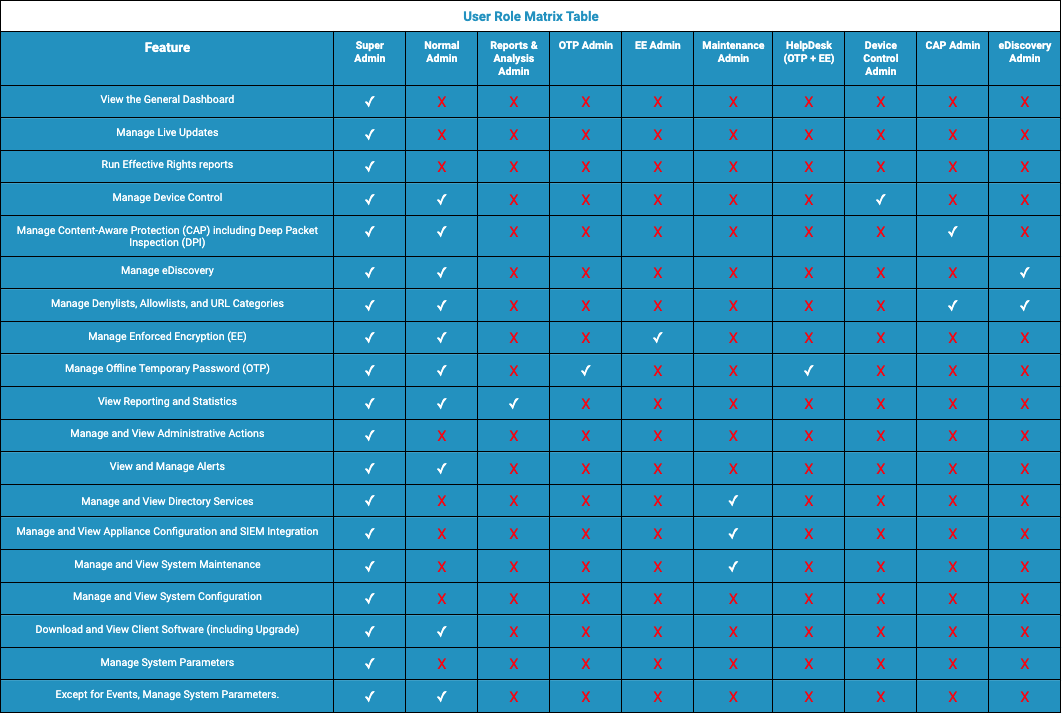 User Role Matrix Table
Feature
Super
Admin
Normal
Admin
Reports &
Analysis
Admin
OTP Admin
EE Admin
Maintenance
Admin
HelpDesk
(OTP + EE)
Device
Control
Admin
CAP Admin
eDiscovery
Admin
View the General Dashboard ✓ X X X X X X X X X
Manage Live Updates ✓ X X X X X X X X X
Run Effective Rights reports ✓ X X X X X X X X X
Manage Device Control ✓ ✓ X X X X X ✓ X X
Manage Content-Aware Protection (CAP) including Deep Packet
Inspection (DPI) ✓ ✓ X X X X X X ✓ X
Manage eDiscovery ✓ ✓ X X X X X X X ✓
Manage Denylists, Allowlists, and URL Categories ✓ ✓ X X X X X X ✓ ✓
Manage Enforced Encryption (EE) ✓ ✓ X X ✓ X X X X X
Manage Offline Temporary Password (OTP) ✓ ✓ X ✓ X X ✓ X X X
View Reporting and Statistics ✓ ✓ ✓ X X X X X X X
Manage and View Administrative Actions ✓ X X X X X X X X X
View and Manage Alerts ✓ ✓ X X X X X X X X
Manage and View Directory Services ✓ X X X X ✓ X X X X
Manage and View Appliance Configuration and SIEM Integration ✓ X X X X ✓ X X X X
Manage and View System Maintenance ✓ X X X X ✓ X X X X
Manage and View System Configuration ✓ X X X X X X X X X
Download and View Client Software (including Upgrade) ✓ ✓ X X X X X X X X
Manage System Parameters ✓ X X X X X X X X X
Except for Events, Manage System Parameters. ✓ ✓ X X X X X X X X